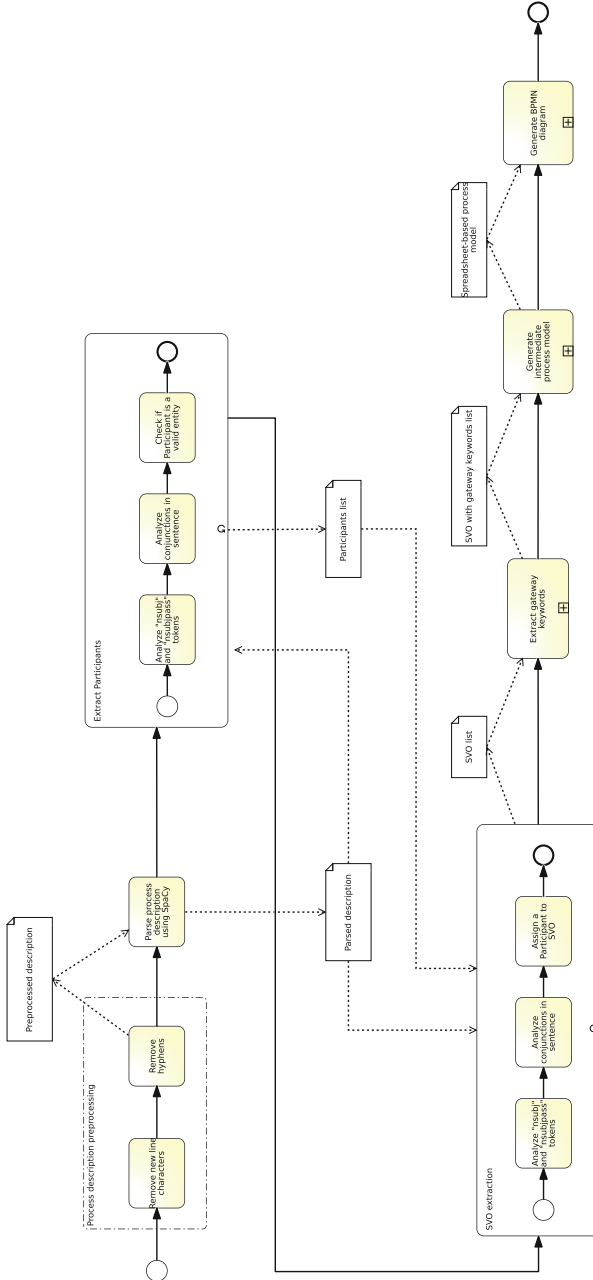 Process description preprocessing
Remove new line
characters
Remove
hyphens
Preprocessed description
Parse process
description
using SpaCy
Extract Participants
Analyze "nsubj"
and "nsubjpass"
tokens
Analyze
conjunctions in
sentence
Check if
Participant is a
valid entity
Parsed description
Participants list
SVO extraction
Analyze "nsubj"
and "nsubjpass"
tokens
Analyze
conjunctions in
sentence
Assign a
Participant to
SVO
SVO list
Extract gateway
keywords
SVO with gateway keywords list
Generate
intermediate
process model
Spreadsheet-based process
model
Generate BPMN
diagram